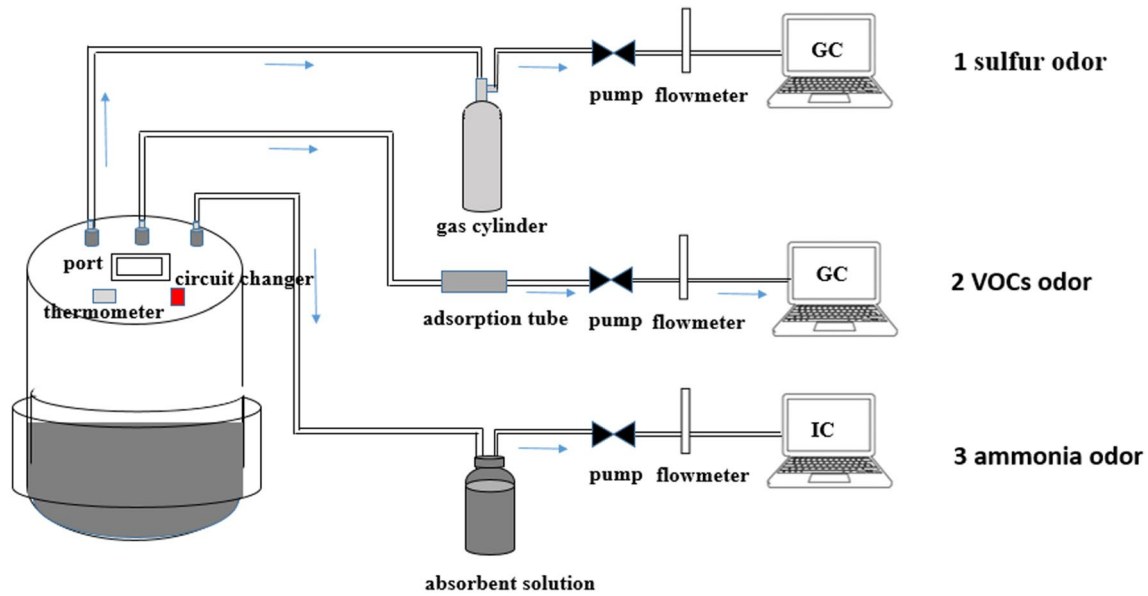 GC
1 sulfur odor
pump
flowmeter
gas cylinder
port
circuit changer
thermometer
GC
2 VOCs odor
adsorption tube
pump
flowmeter
IC
3 ammonia odor
pump
flowmeter
absorbent solution